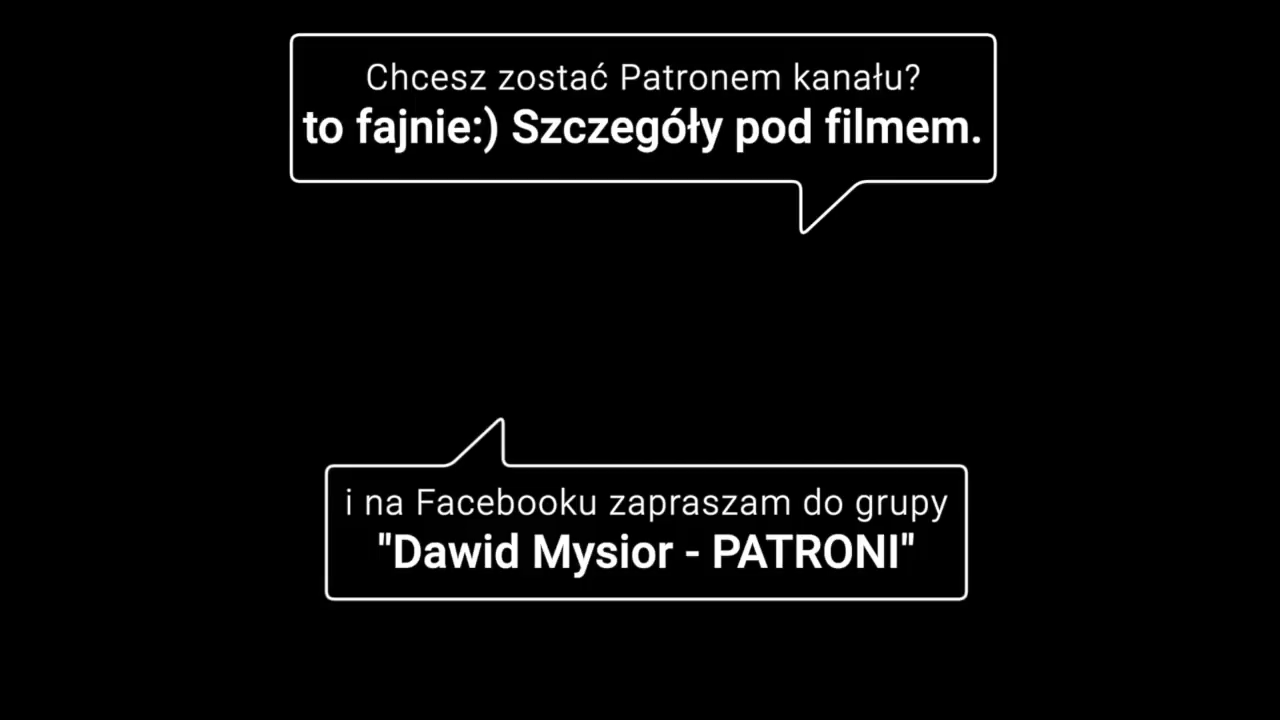 Chcesz zostać Patronem kanału?
to fajnie:) Szczegóły pod filmem.
i na Facebooku zapraszam do grupy
"Dawid Mysior - PATRONI"